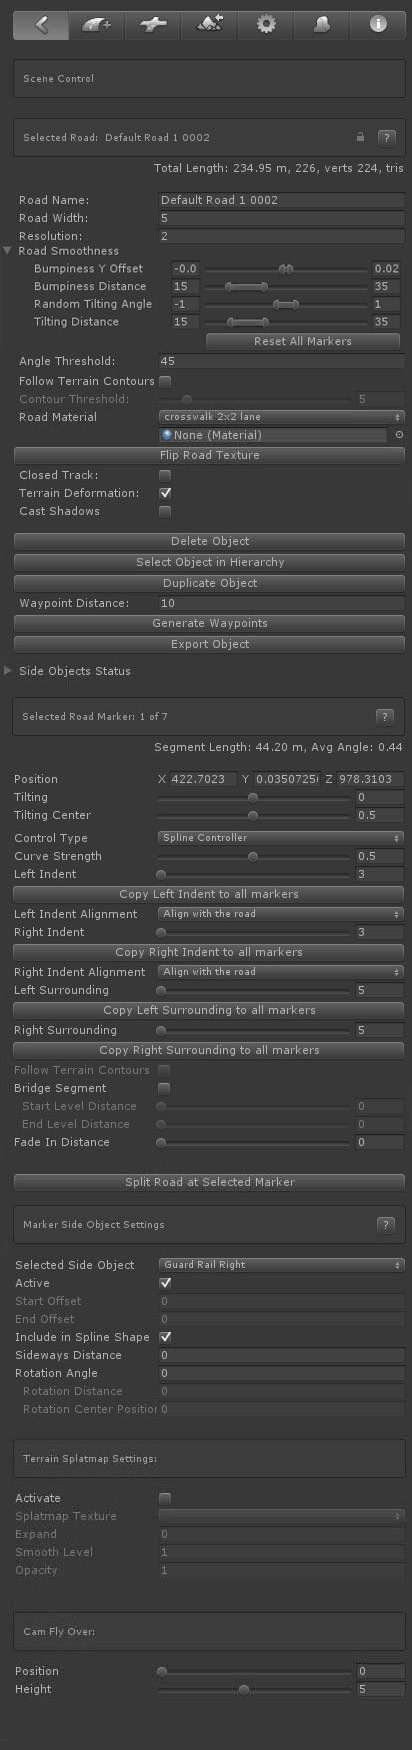 Scene Control
Selected Road: Default Road 1 0002 ?
Total Length: 234.95 m, 226, verts 224, tris
Road Name: Default Road 1 0002
Road Width: 5
Resolution: 2
Road Smoothness
Bumpiness Y Offset -0.0 0.02
Bumpiness Distance 15 35
Random Tilting Angle -1 1
Tilting Distance 15 35
Reset All Markers
Angle Threshold: 45
Follow Terrain Contours
Contour Threshold: 5
Road Material crosswalk 2x2 lane
None (Material)
Flip Road Texture
Closed Track:
Terrain Deformation:
Cast Shadows
Delete Object
Select Object in Hierarchy
Duplicate Object
Waypoint Distance: 10
Generate Waypoints
Export Object
Side Objects Status
Selected Road Marker: 1 of 7 ?
Segment Length: 44.20 m, Avg Angle: 0.44
Position X 422.7023 Y 0.0350725 Z 978.3103
Tilting 0
Tilting Center 0.5
Control Type Spline Controller
Curve Strength 0.5
Left Indent 3
Copy Left Indent to all markers
Left Indent Alignment Align with the road
Right Indent 3
Copy Right Indent to all markers
Right Indent Alignment Align with the road
Left Surrounding 5
Copy Left Surrounding to all markers
Right Surrounding 5
Copy Right Surrounding to all markers
Follow Terrain Contours
Bridge Segment
Start Level Distance 0
End Level Distance 0
Fade In Distance 0
Split Road at Selected Marker
Marker Side Object Settings ?
Selected Side Object Guard Rail Right
Active
Start Offset 0
End Offset 0
Include in Spline Shape
Sideways Distance 0
Rotation Angle 0
Rotation Distance 0
Rotation Center Position 0
Terrain Splatmap Settings:
Activate
Splatmap Texture
Expand 0
Smooth Level 1
Opacity 1
Cam Fly Over:
Position 0
Height 5